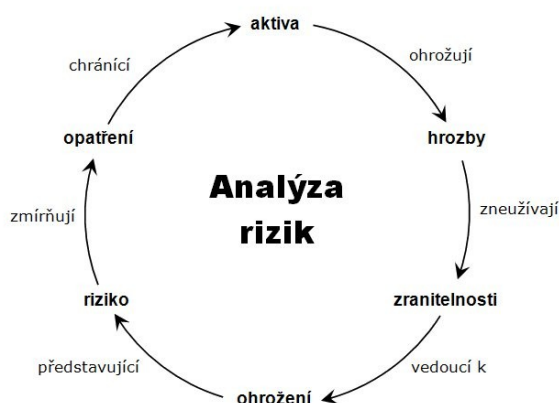 aktiva
ohrožují
hrozby
zneužívají
zranitelnosti
vedoucí k
ohrožení
představující
riziko
zmírňují
opatření
chránící
Analýza
rizik